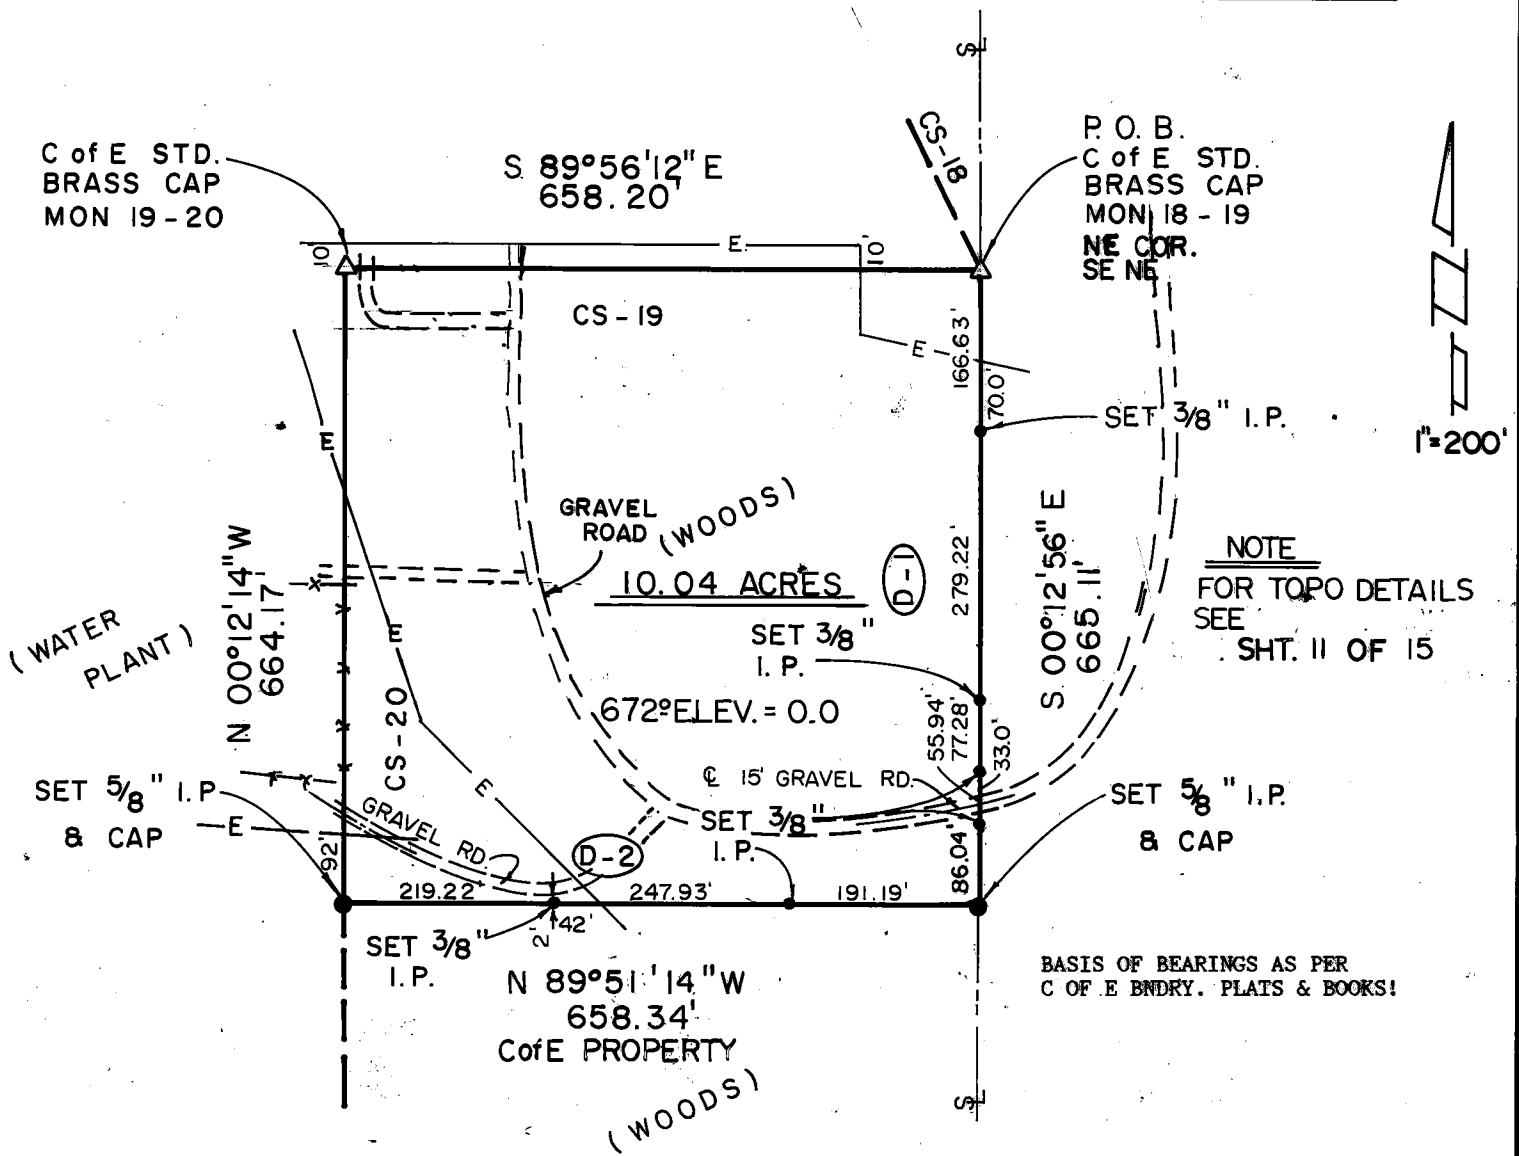 S
L
CS-18
P. O. B.
C of E STD.
BRASS CAP
MON 18 - 19
NE COR.
SE NE
C of E STD.
BRASS CAP
MON 19 - 20
S 89°56'12" E
658.20'
E
10'
10'
CS - 19
166.63'
E
70.0'
SET 3/8" I.P.
1"=200'
E
GRAVEL
ROAD
(WOODS)
10.04 ACRES
D-1
279.22'
S 00°12'56" E
665.11'
NOTE
FOR TOPO DETAILS
SEE
SHT. 11 OF 15
N 00°12'14" W
664.17'
(WATER
PLANT)
E
SET 3/8"
I. P.
672° ELEV. = 0.0
CS-20
55.94'
77.28'
33.0'
℄ 15' GRAVEL RD.
E
SET 5/8" I.P.
& CAP
SET 5/8" I.P
& CAP
E
GRAVEL RD.
SET 3/8"
I.P.
D-2
92'
86.04'
219.22'
247.93'
191.19'
2'
42'
SET 3/8"
I.P.
N 89°51'14" W
658.34'
CofE PROPERTY
(WOODS)
BASIS OF BEARINGS AS PER
C OF E BNDRY. PLATS & BOOKS!
S
L